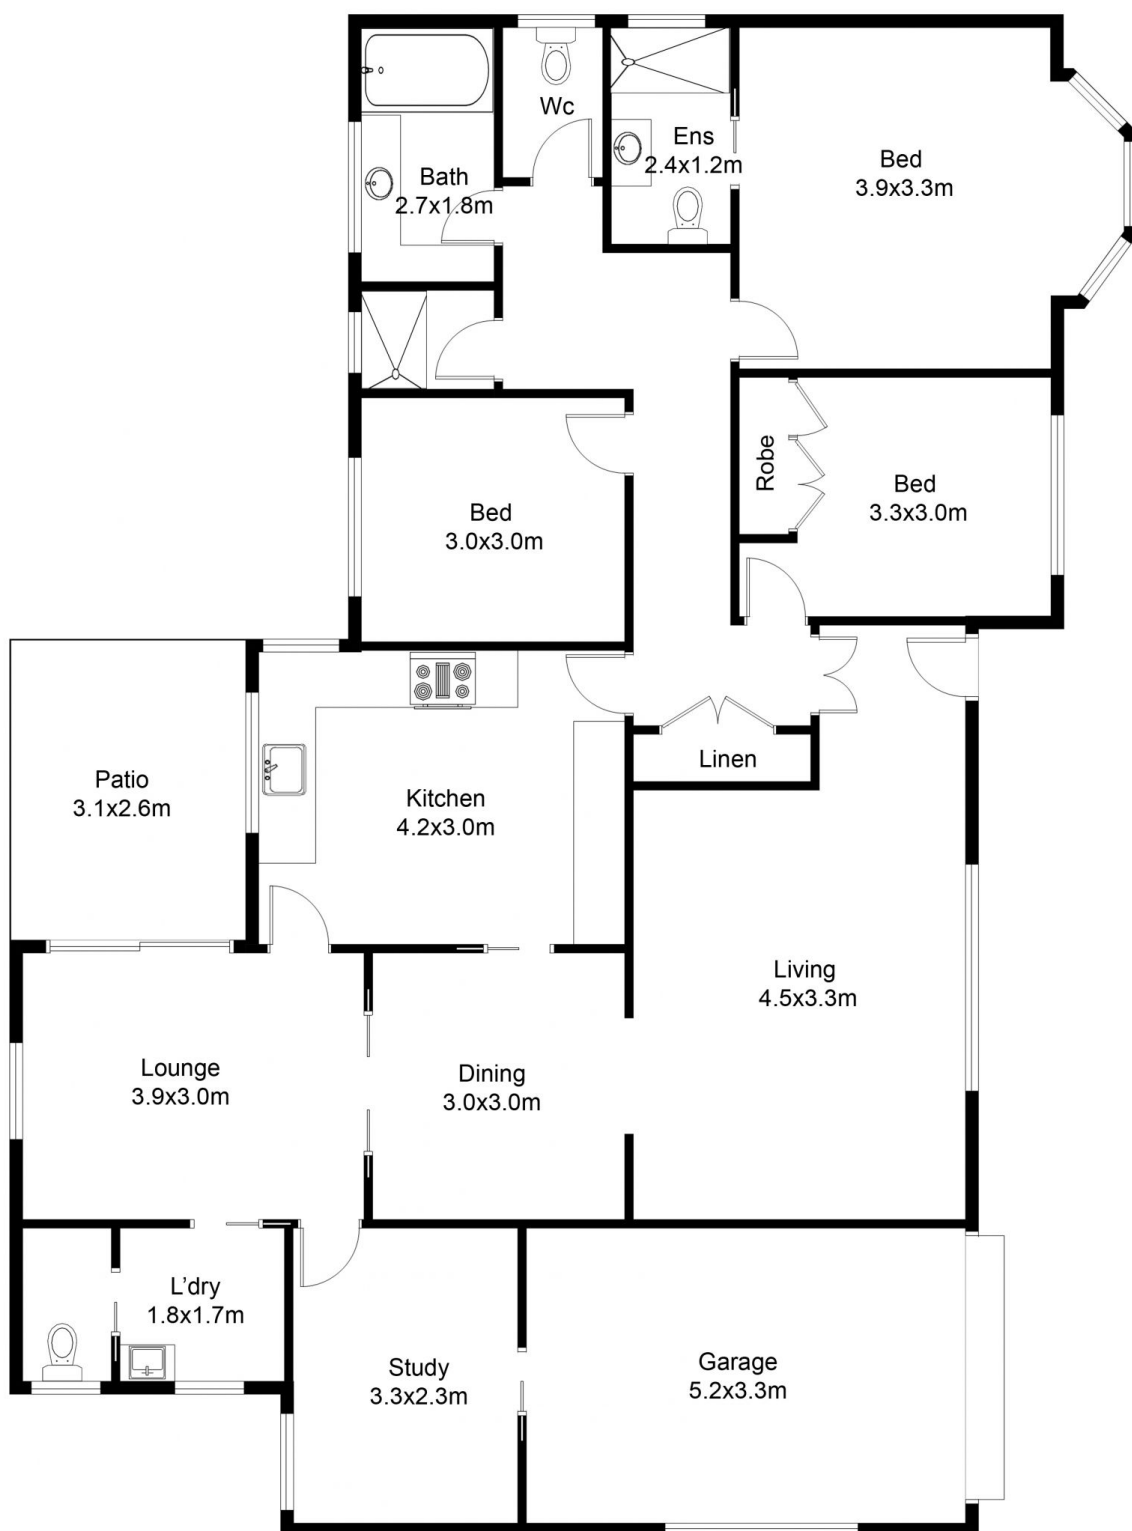 Wc
Ens
2.4x1.2m
Bed
3.9x3.3m
Bath
2.7x1.8m
Robe
Bed
3.3x3.0m
Bed
3.0x3.0m
Linen
Patio
3.1x2.6m
Kitchen
4.2x3.0m
Living
4.5x3.3m
Lounge
3.9x3.0m
Dining
3.0x3.0m
L'dry
1.8x1.7m
Study
3.3x2.3m
Garage
5.2x3.3m